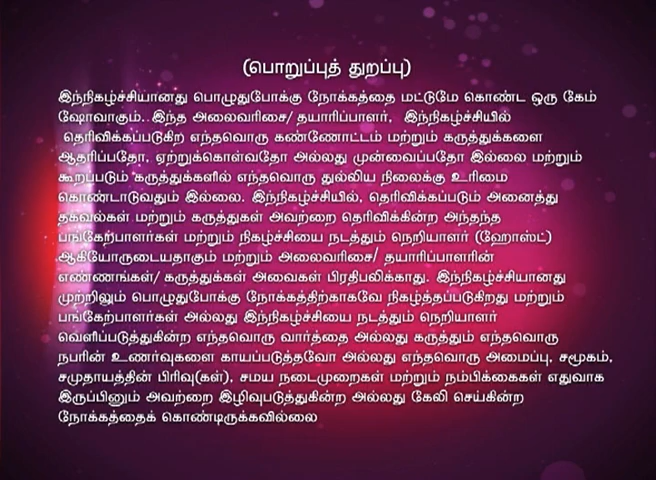 (பொறுப்புத் துறப்பு)
இந்நிகழ்ச்சியானது பொழுதுபோக்கு நோக்கத்தை மட்டுமே கொண்ட ஒரு கேம்
ஷோவாகும்..இந்த அலைவரிசை/ தயாரிப்பாளர், இந்நிகழ்ச்சியில்
தெரிவிக்கப்படுகிற எந்தவொரு கண்ணோட்டம் மற்றும் கருத்துக்களை
ஆதரிப்பதோ, ஏற்றுக்கொள்வதோ அல்லது முன்வைப்பதோ இல்லை மற்றும்
கூறப்படும் கருத்துக்களில் எந்தவொரு துல்லிய நிலைக்கு உரிமை
கொண்டாடுவதும் இல்லை. இந்நிகழ்ச்சியில், தெரிவிக்கப்படும் அனைத்து
தகவல்கள் மற்றும் கருத்துகள் அவற்றை தெரிவிக்கின்ற அந்தந்த
பங்கேற்பாளர்கள் மற்றும் நிகழ்ச்சியை நடத்தும் நெறியாளர் (ஹோஸ்ட்)
ஆகியோருடையதாகும் மற்றும் அலைவரிசை/ தயாரிப்பாளரின்
எண்ணங்கள்/ கருத்துக்கள் அவைகள் பிரதிபலிக்காது. இந்நிகழ்ச்சியானது
முற்றிலும் பொழுதுபோக்கு நோக்கத்திற்காகவே நிகழ்த்தப்படுகிறது மற்றும்
பங்கேற்பாளர்கள் அல்லது இந்நிகழ்ச்சியை நடத்தும் நெறியாளர்
வெளிப்படுத்துகின்ற எந்தவொரு வார்த்தை அல்லது கருத்தும் எந்தவொரு
நபரின் உணர்வுகளை காயப்படுத்தவோ அல்லது எந்தவொரு அமைப்பு, சமூகம்,
சமுதாயத்தின் பிரிவு(கள்), சமய நடைமுறைகள் மற்றும் நம்பிக்கைகள் எதுவாக
இருப்பினும் அவற்றை இழிவுபடுத்துகின்ற அல்லது கேலி செய்கின்ற
நோக்கத்தைக் கொண்டிருக்கவில்லை